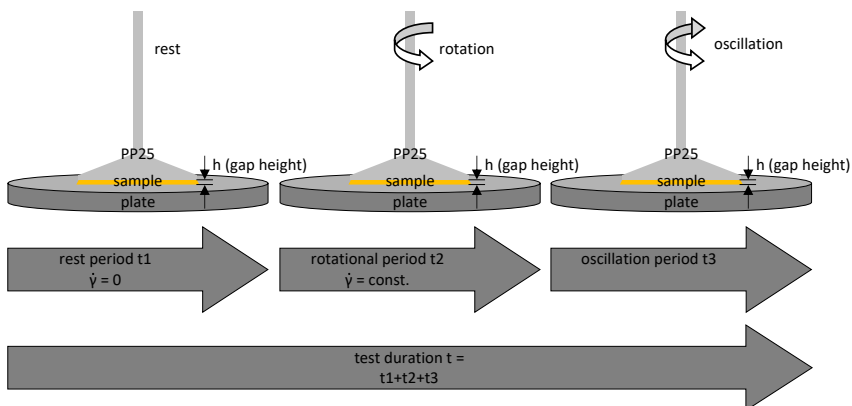 rest
rotation
oscillation
PP25
h (gap height)
sample
plate
PP25
h (gap height)
sample
plate
PP25
h (gap height)
sample
plate
rest period t1
γ̇ = 0
rotational period t2
γ̇ = const.
oscillation period t3
test duration t =
t1+t2+t3